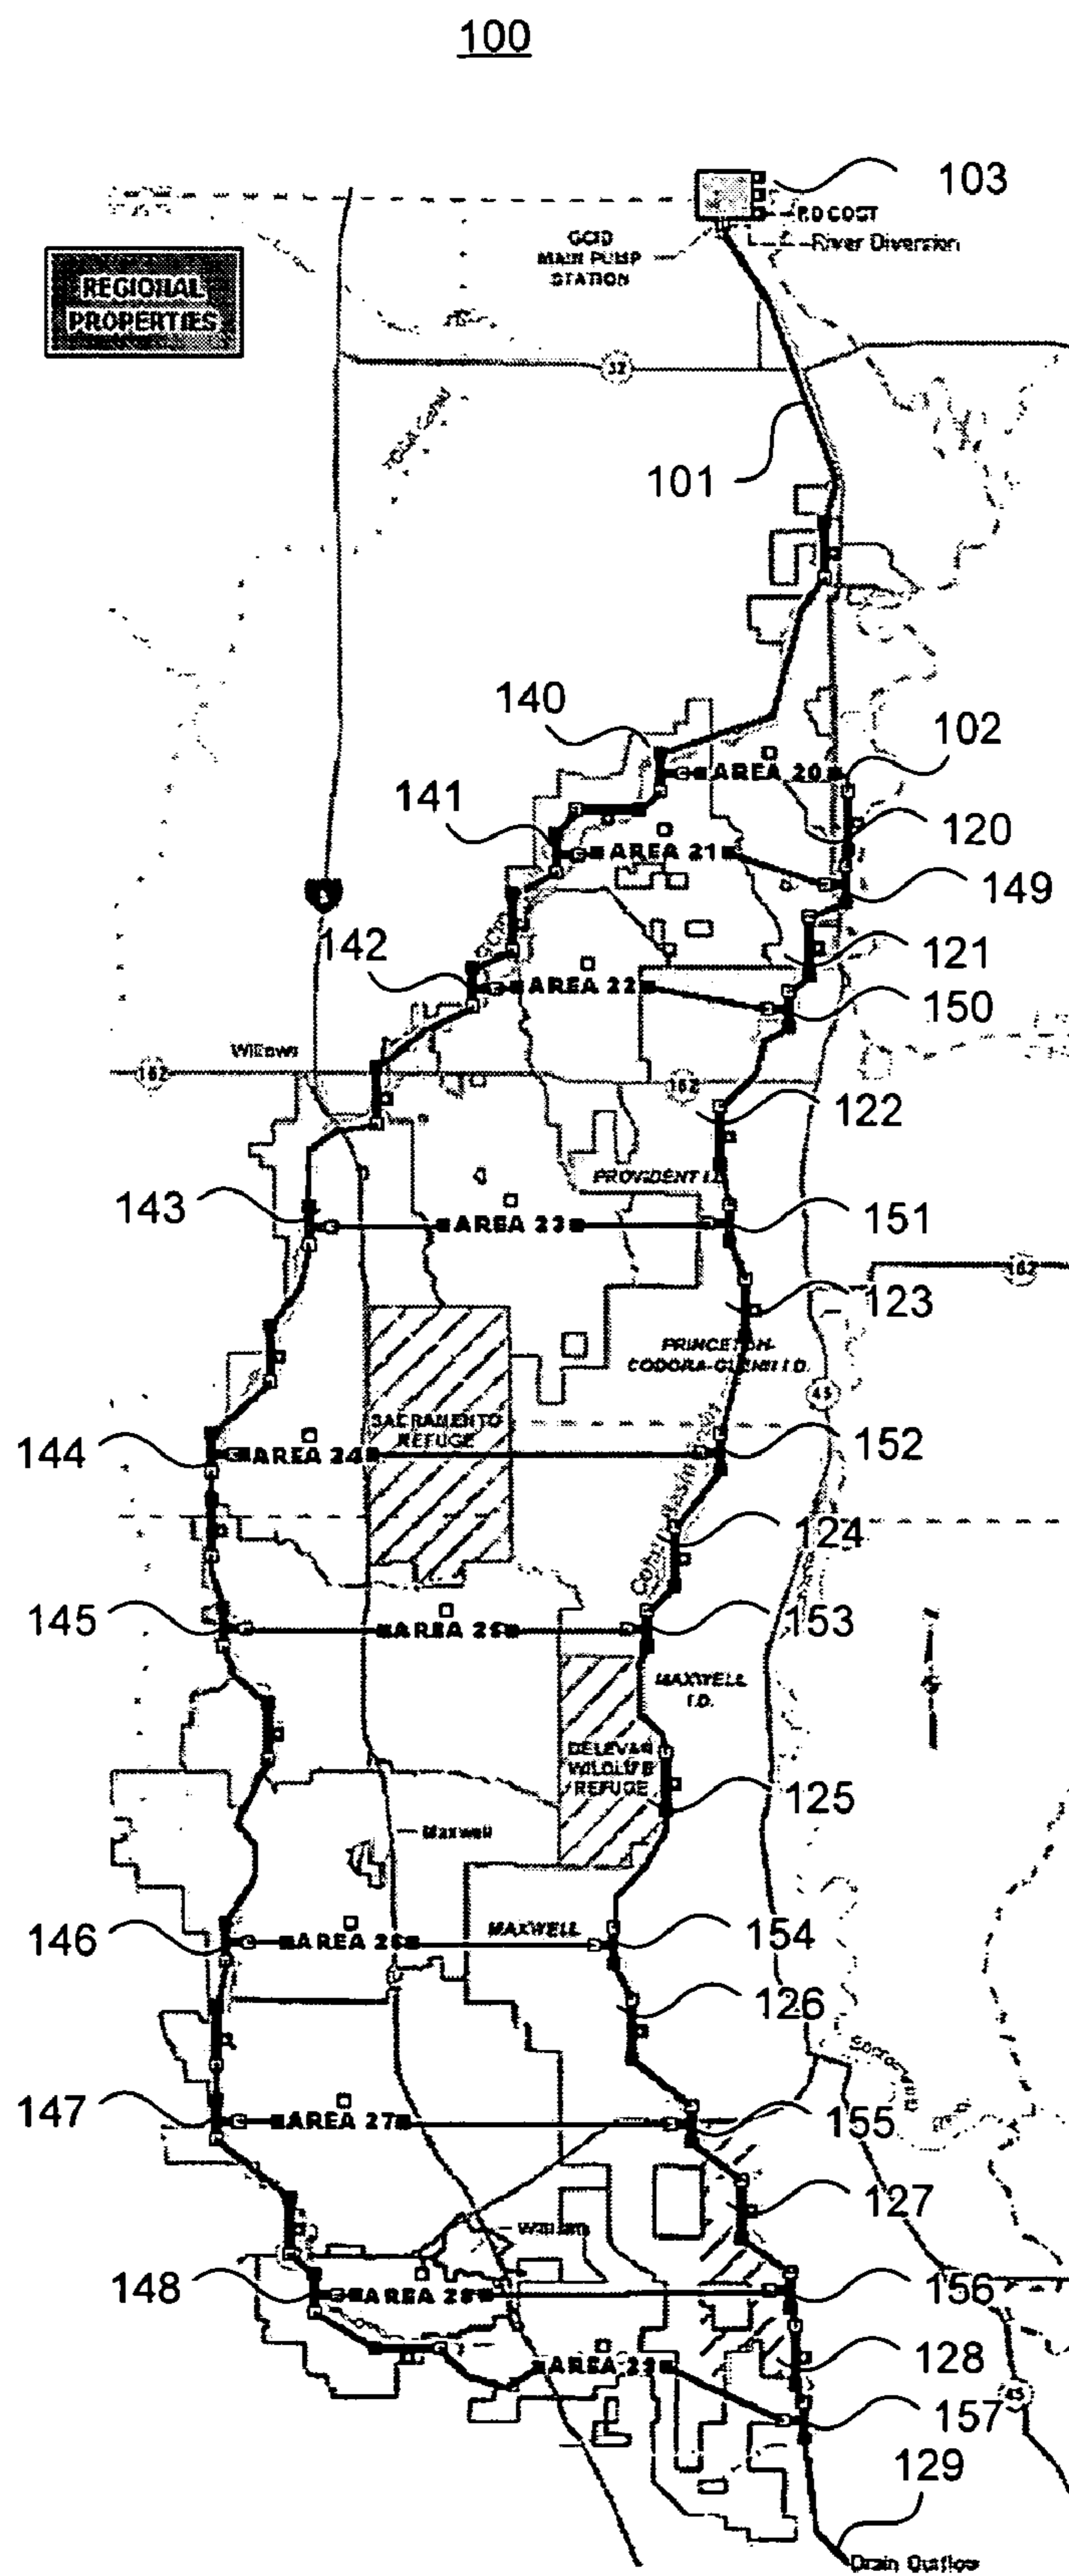 100
103
RD COST
GCID
MAIN PUMP
STATION
River Diversion
REGIONAL
PROPERTIES
32
101
140
102
AREA 20
141
120
AREA 21
149
142
121
AREA 22
150
Willows
162
162
122
PROVIDENT I.D.
143
151
AREA 23
162
123
PRINCETON-
CODORA-GLENN I.D.
45
SACRAMENTO
REFUGE
144
AREA 24
152
124
Colusa Basin
145
AREA 25
153
MAXWELL
I.D.
DELEVAN
WILDLIFE
REFUGE
125
Maxwell
146
AREA 26
MAXWELL
154
126
147
AREA 27
155
127
Williams
148
AREA 28
156
128
AREA 29
45
157
129
Drain Outflow